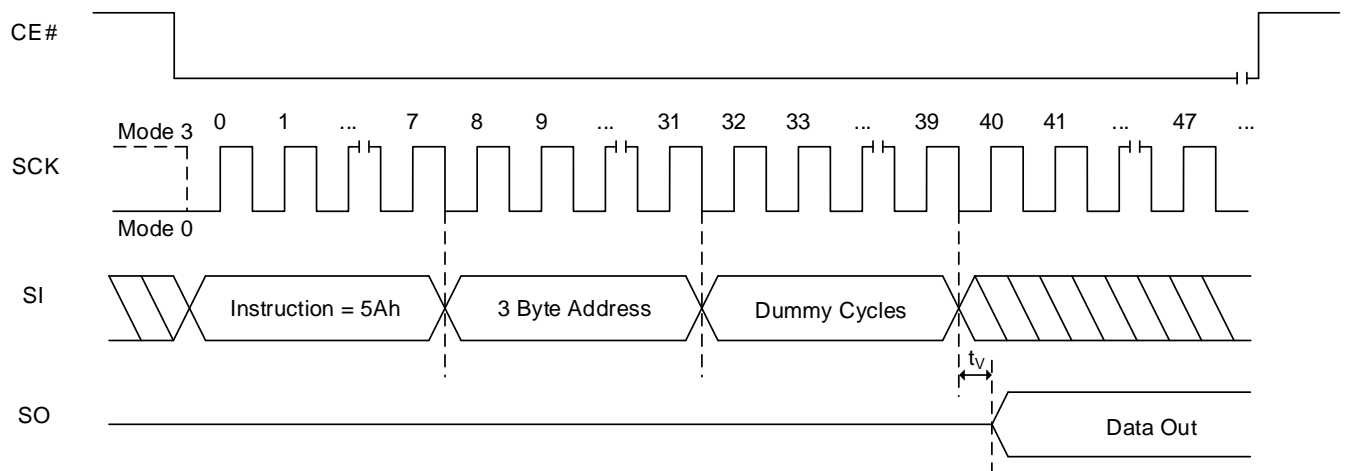 CE#
0 1 ... 7 8 9 ... 31 32 33 ... 39 40 41 ... 47 ...
Mode 3
SCK
Mode 0
SI
Instruction = 5Ah
3 Byte Address
Dummy Cycles
tV
SO
Data Out